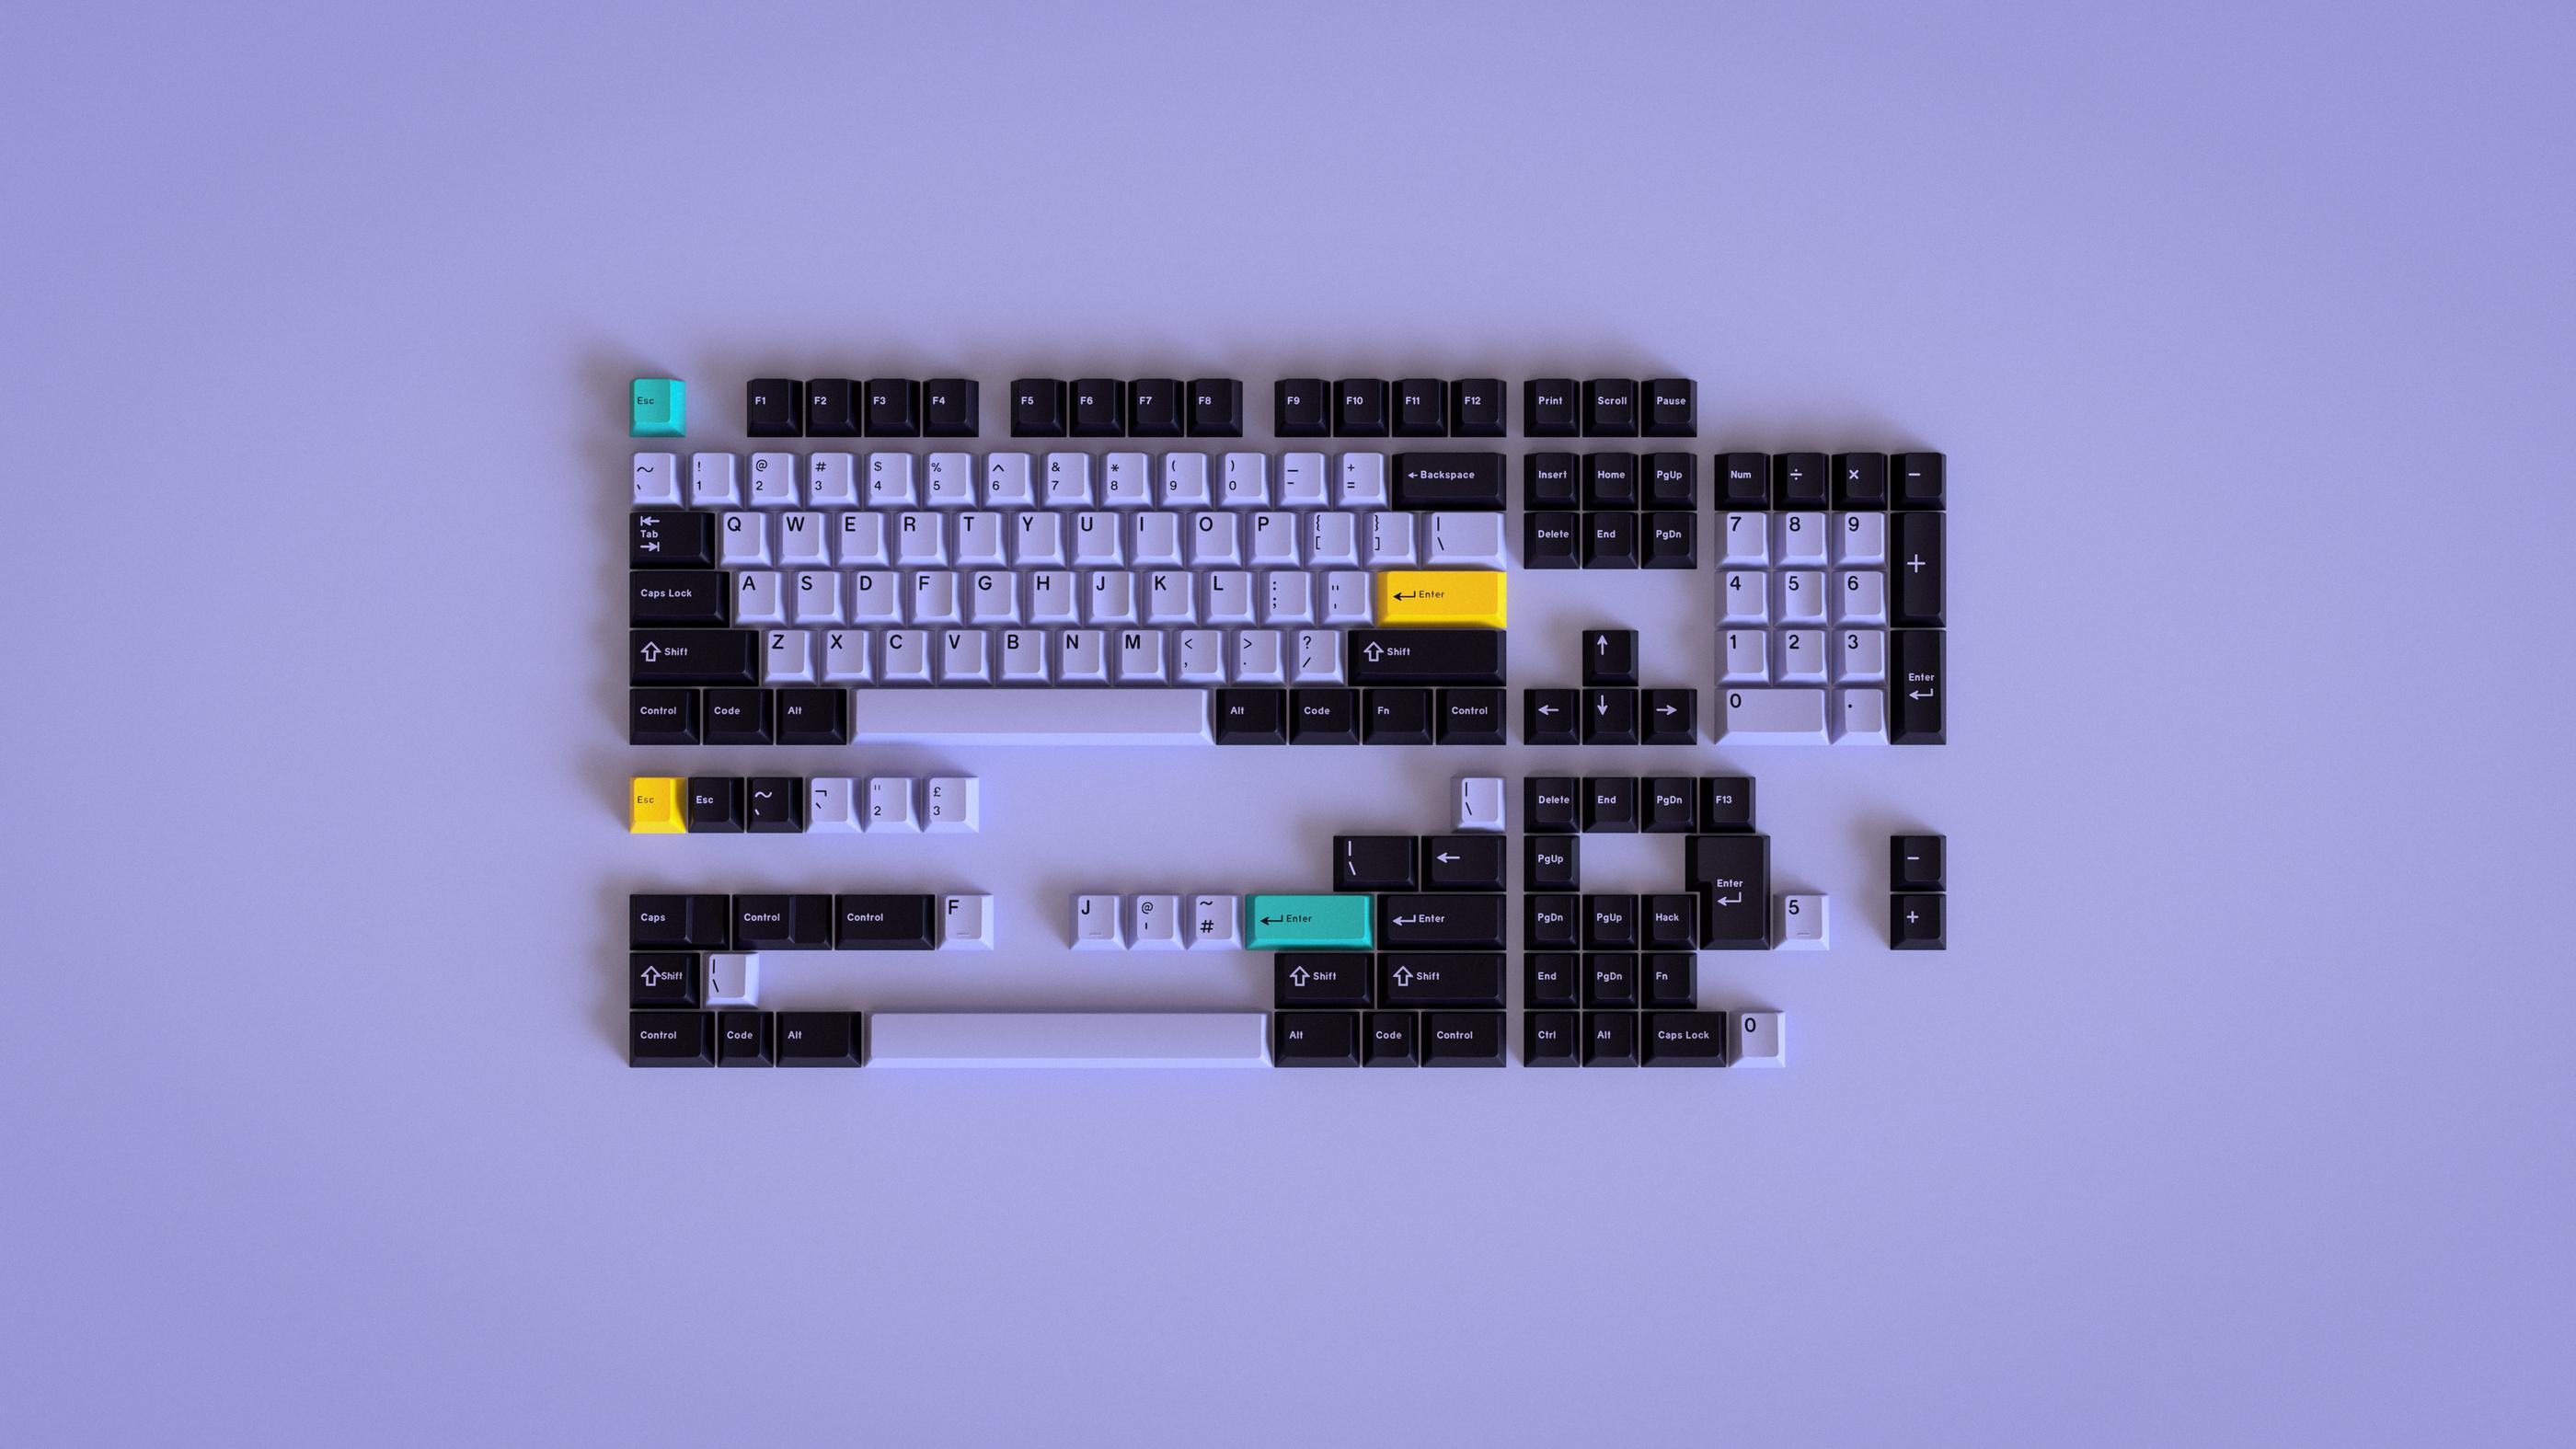 Esc F1 F2 F3 F4 F5 F6 F7 F8 F9 F10 F11 F12 Print Scroll Pause
~ ! @ # $ % ^ & * ( ) — +
` 1 2 3 4 5 6 7 8 9 0 - = ← Backspace Insert Home PgUp Num ÷ × −
Tab Q W E R T Y U I O P { } | Delete End PgDn 7 8 9 +
[ ] \
Caps Lock A S D F G H J K L : " Enter 4 5 6
; '
Shift Z X C V B N M < > ? Shift ↑ 1 2 3 Enter
, . /
Control Code Alt Alt Code Fn Control ← ↓ → 0 .
Esc Esc ~ ¬ " £ | Delete End PgDn F13
` ` 2 3 \
| ← PgUp Enter −
\
Caps Control Control F J @ ~ Enter Enter PgDn PgUp Hack 5 +
' #
Shift | Shift Shift End PgDn Fn
\
Control Code Alt Alt Code Control Ctrl Alt Caps Lock 0